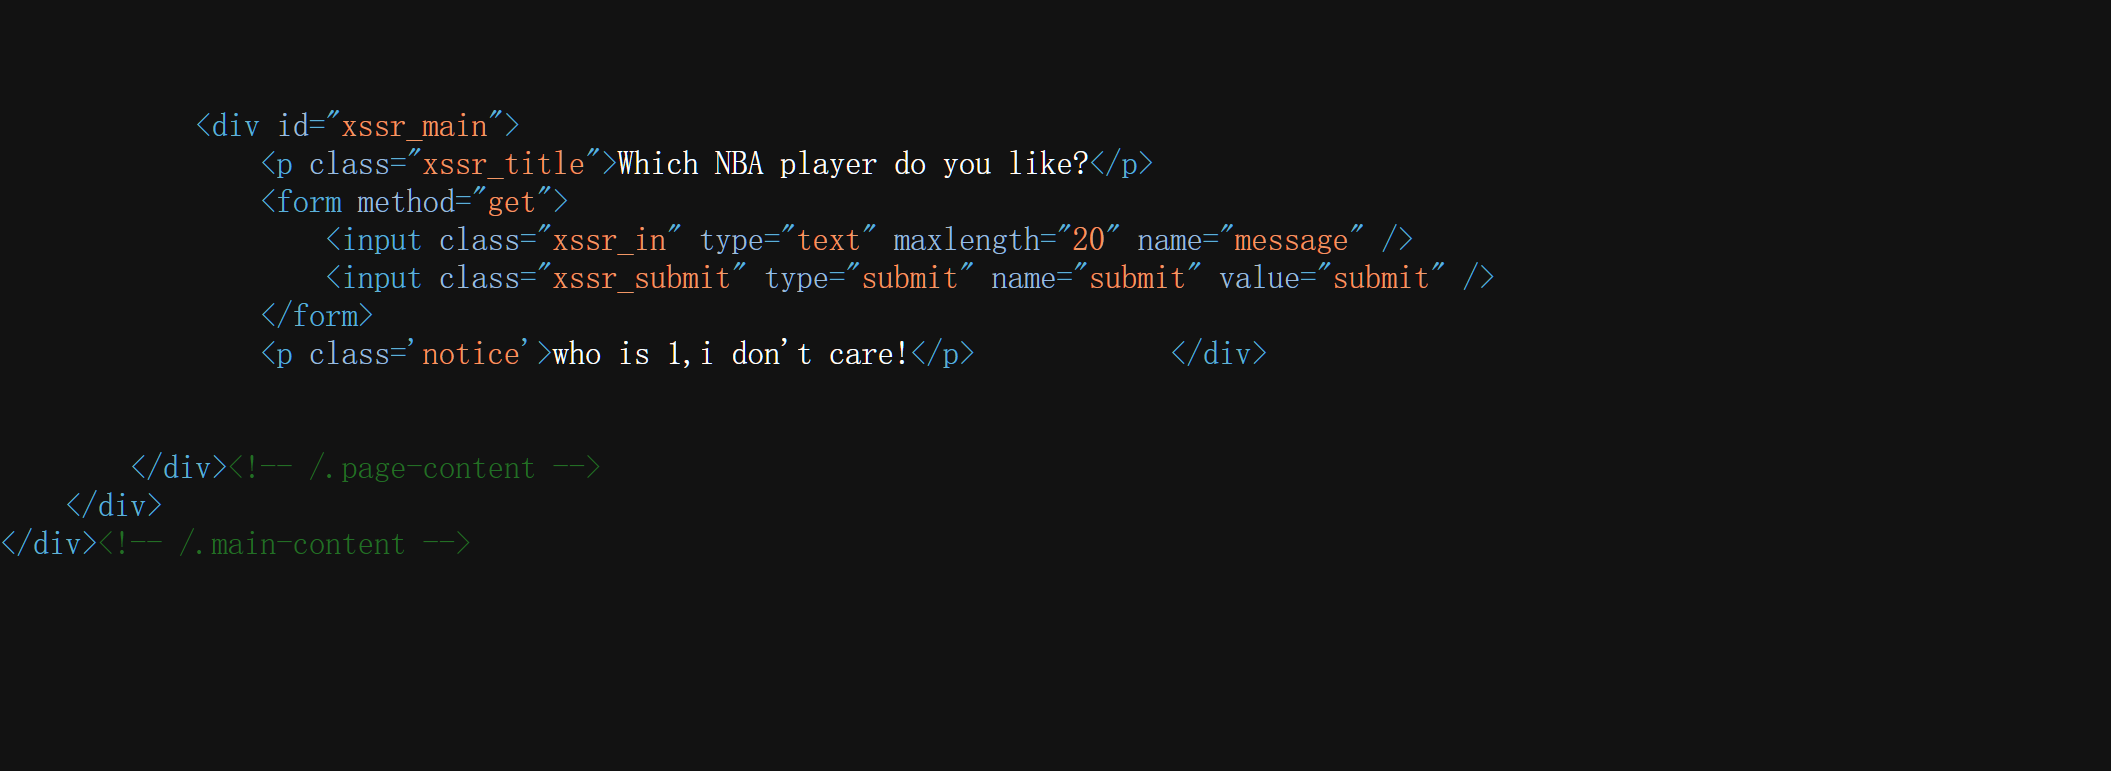 <div id="xssr_main">
<p class="xssr_title">Which NBA player do you like?</p>
<form method="get">
<input class="xssr_in" type="text" maxlength="20" name="message" />
<input class="xssr_submit" type="submit" name="submit" value="submit" />
</form>
<p class='notice'>who is 1,i don't care!</p>            </div>
</div><!-- /.page-content -->
</div>
</div><!-- /.main-content -->